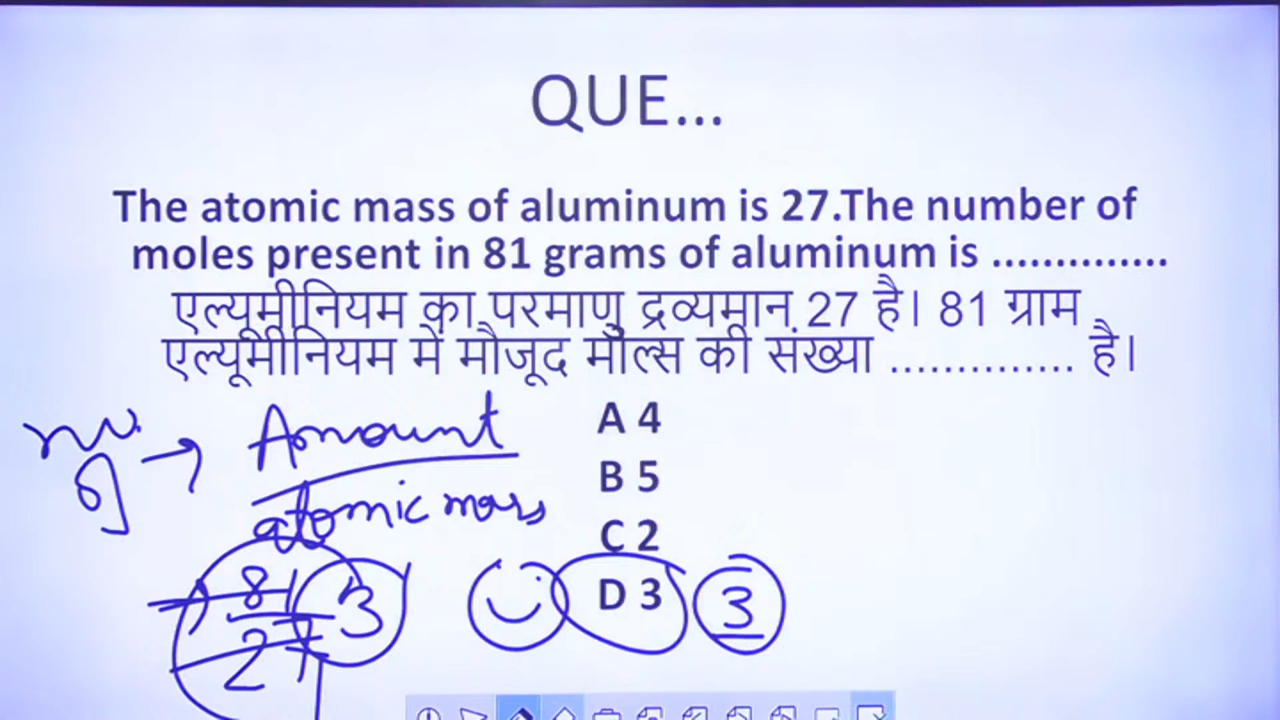 QUE...
The atomic mass of aluminum is 27.The number of
moles present in 81 grams of aluminum is ..............
एल्यूमीनियम का परमाणु द्रव्यमान 27 है। 81 ग्राम
एल्यूमीनियम में मौजूद मोल्स की संख्या .............. है।
A 4
B 5
C 2
D 3
→ Amount
atomic mass
81
27
3
3